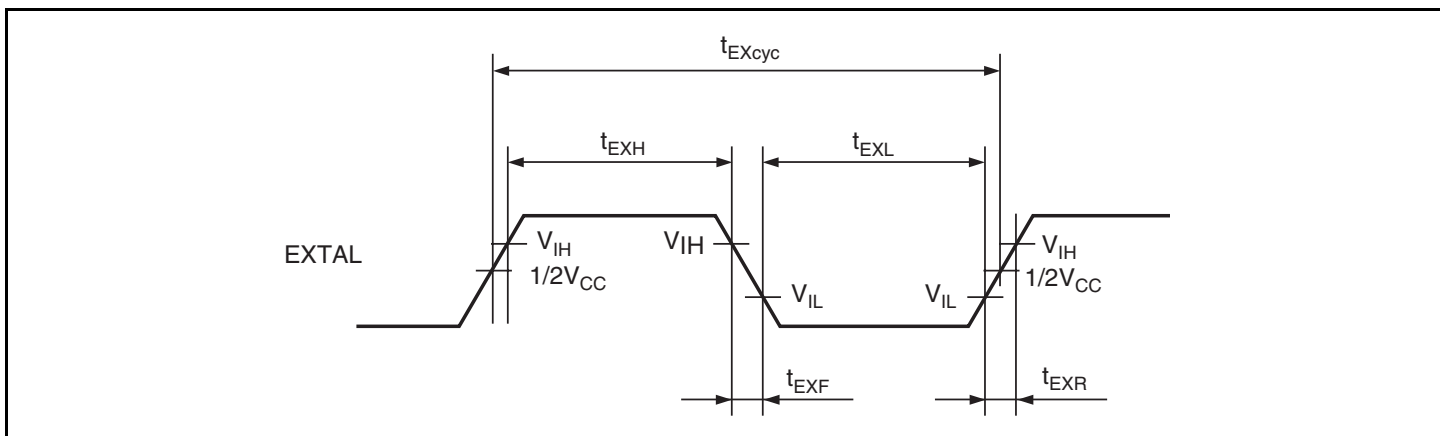 tEXcyc
tEXH tEXL
EXTAL VIH VIH VIH
1/2VCC 1/2VCC
VIL VIL
tEXF tEXR